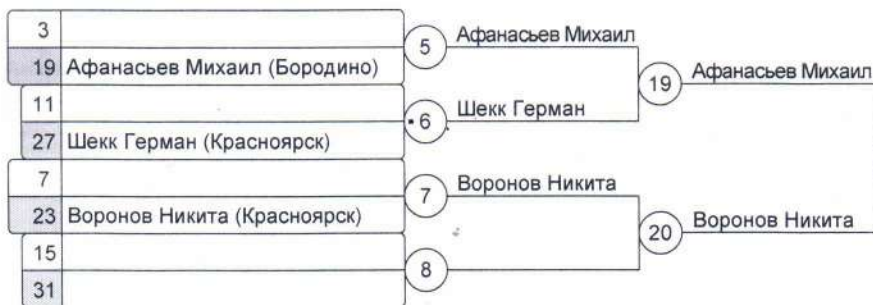 3
19 Афанасьев Михаил (Бородино)
5
Афанасьев Михаил
11
27 Шекк Герман (Красноярск)
6
Шекк Герман
19
Афанасьев Михаил
7
23 Воронов Никита (Красноярск)
7
Воронов Никита
15
31
8
20
Воронов Никита